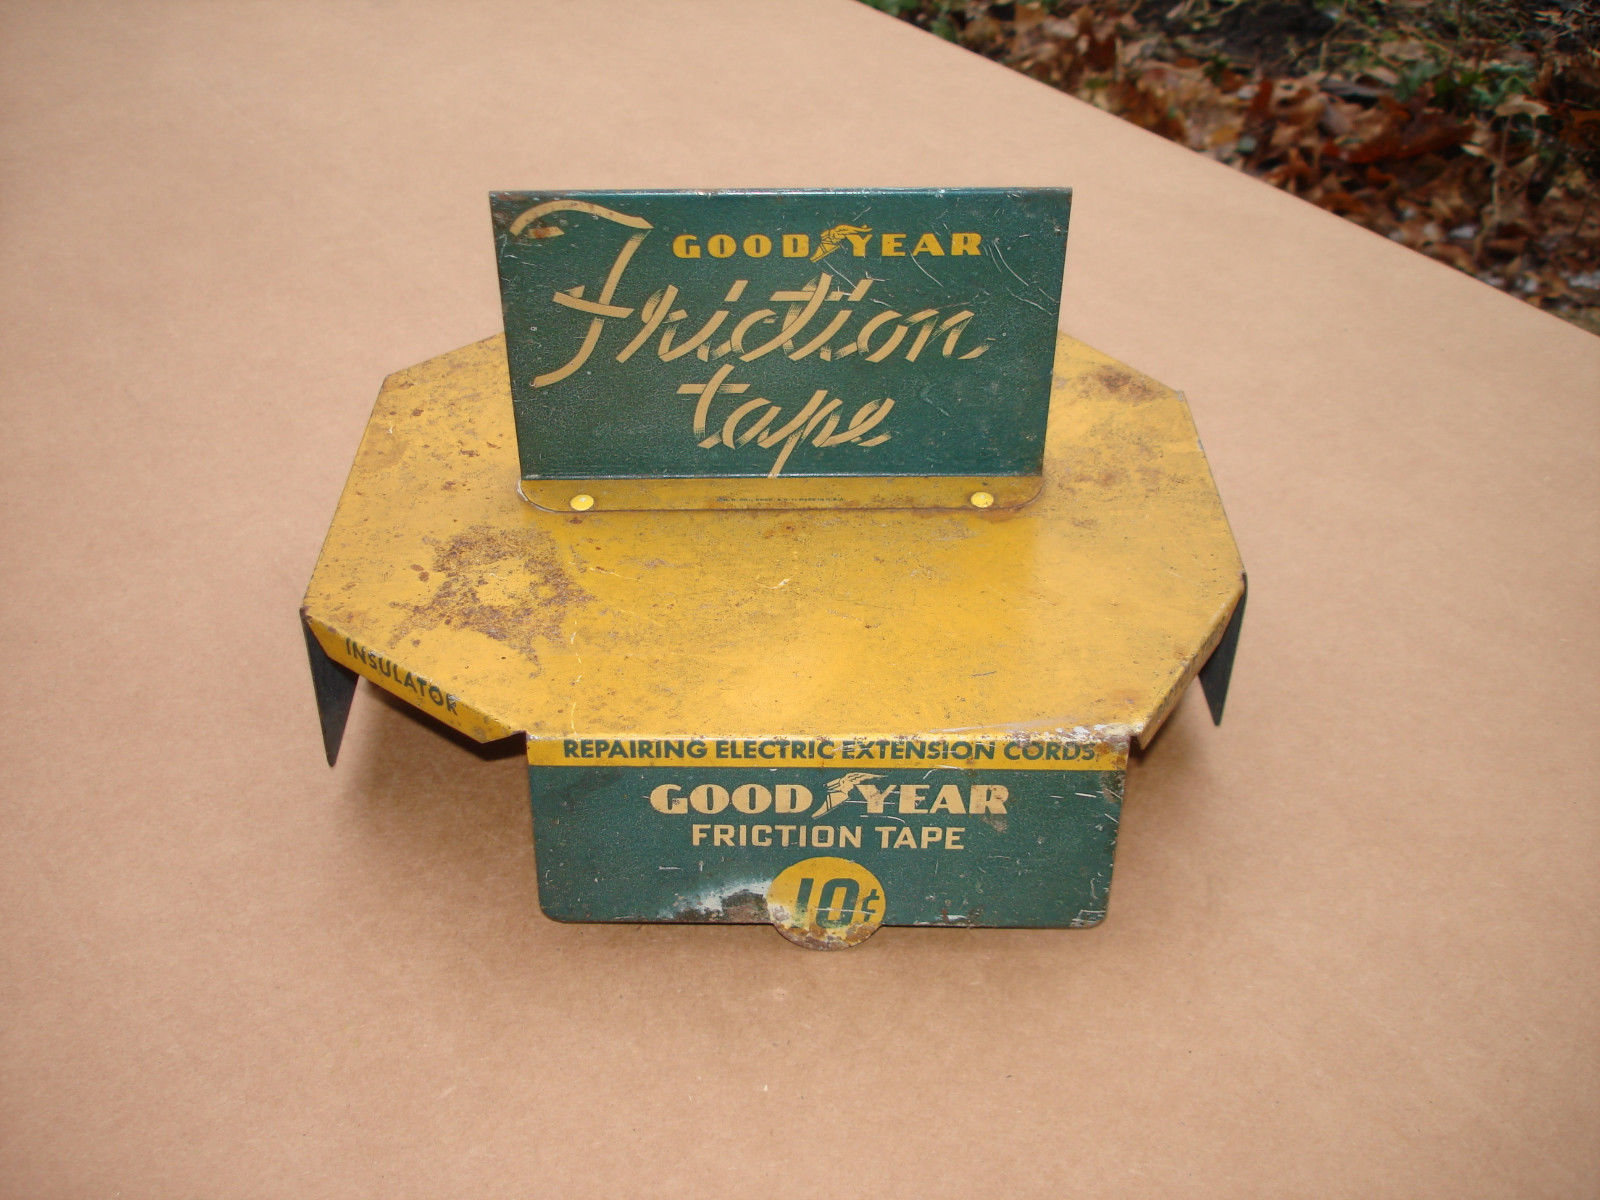 GOOD YEAR
Friction
tape
INSULATOR
REPAIRING ELECTRIC EXTENSION CORDS
GOOD YEAR
FRICTION TAPE
10¢